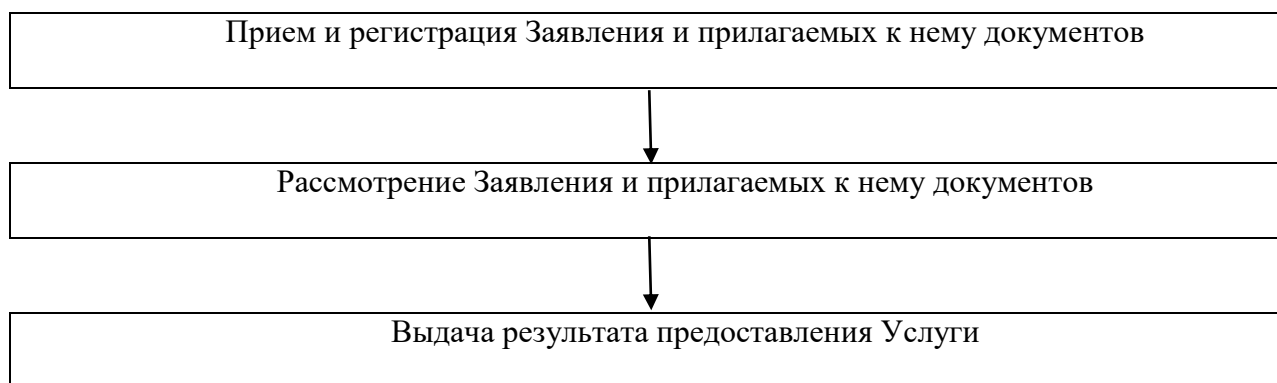 Прием и регистрация Заявления и прилагаемых к нему документов
Рассмотрение Заявления и прилагаемых к нему документов
Выдача результата предоставления Услуги